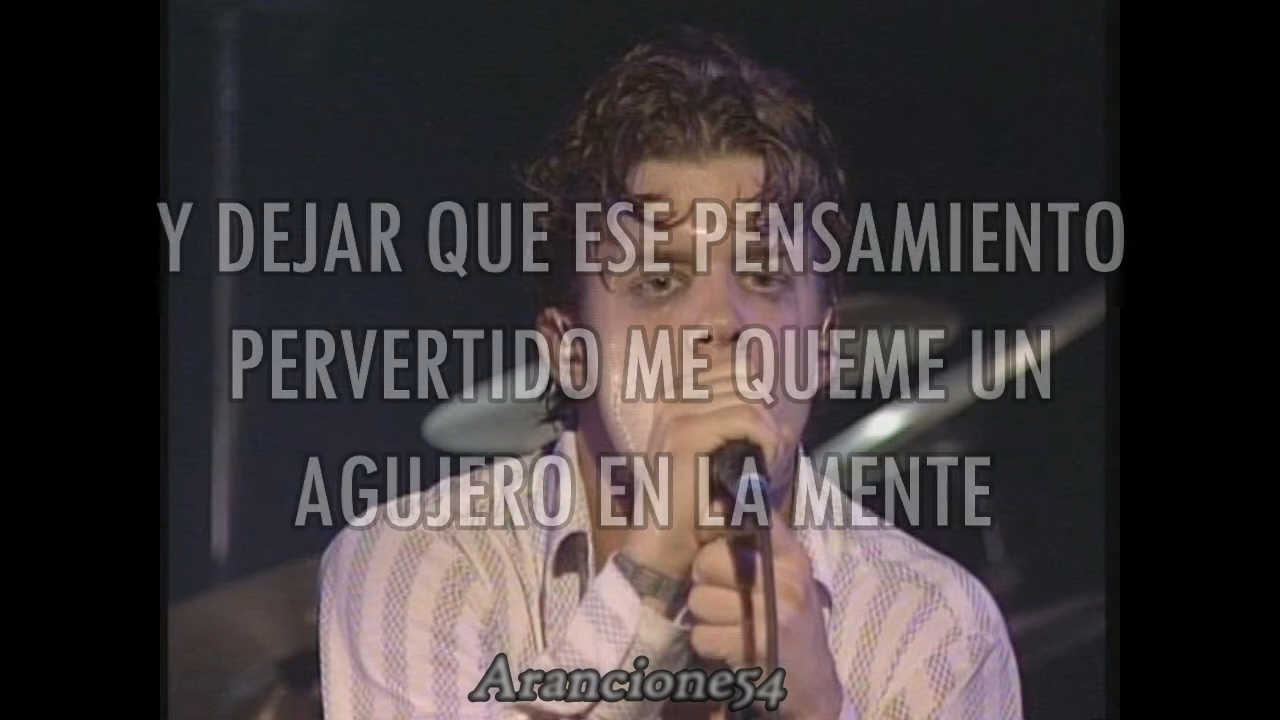 Y DEJAR QUE ESE PENSAMIENTO
PERVERTIDO ME QUEME UN
AGUJERO EN LA MENTE
Arancione54